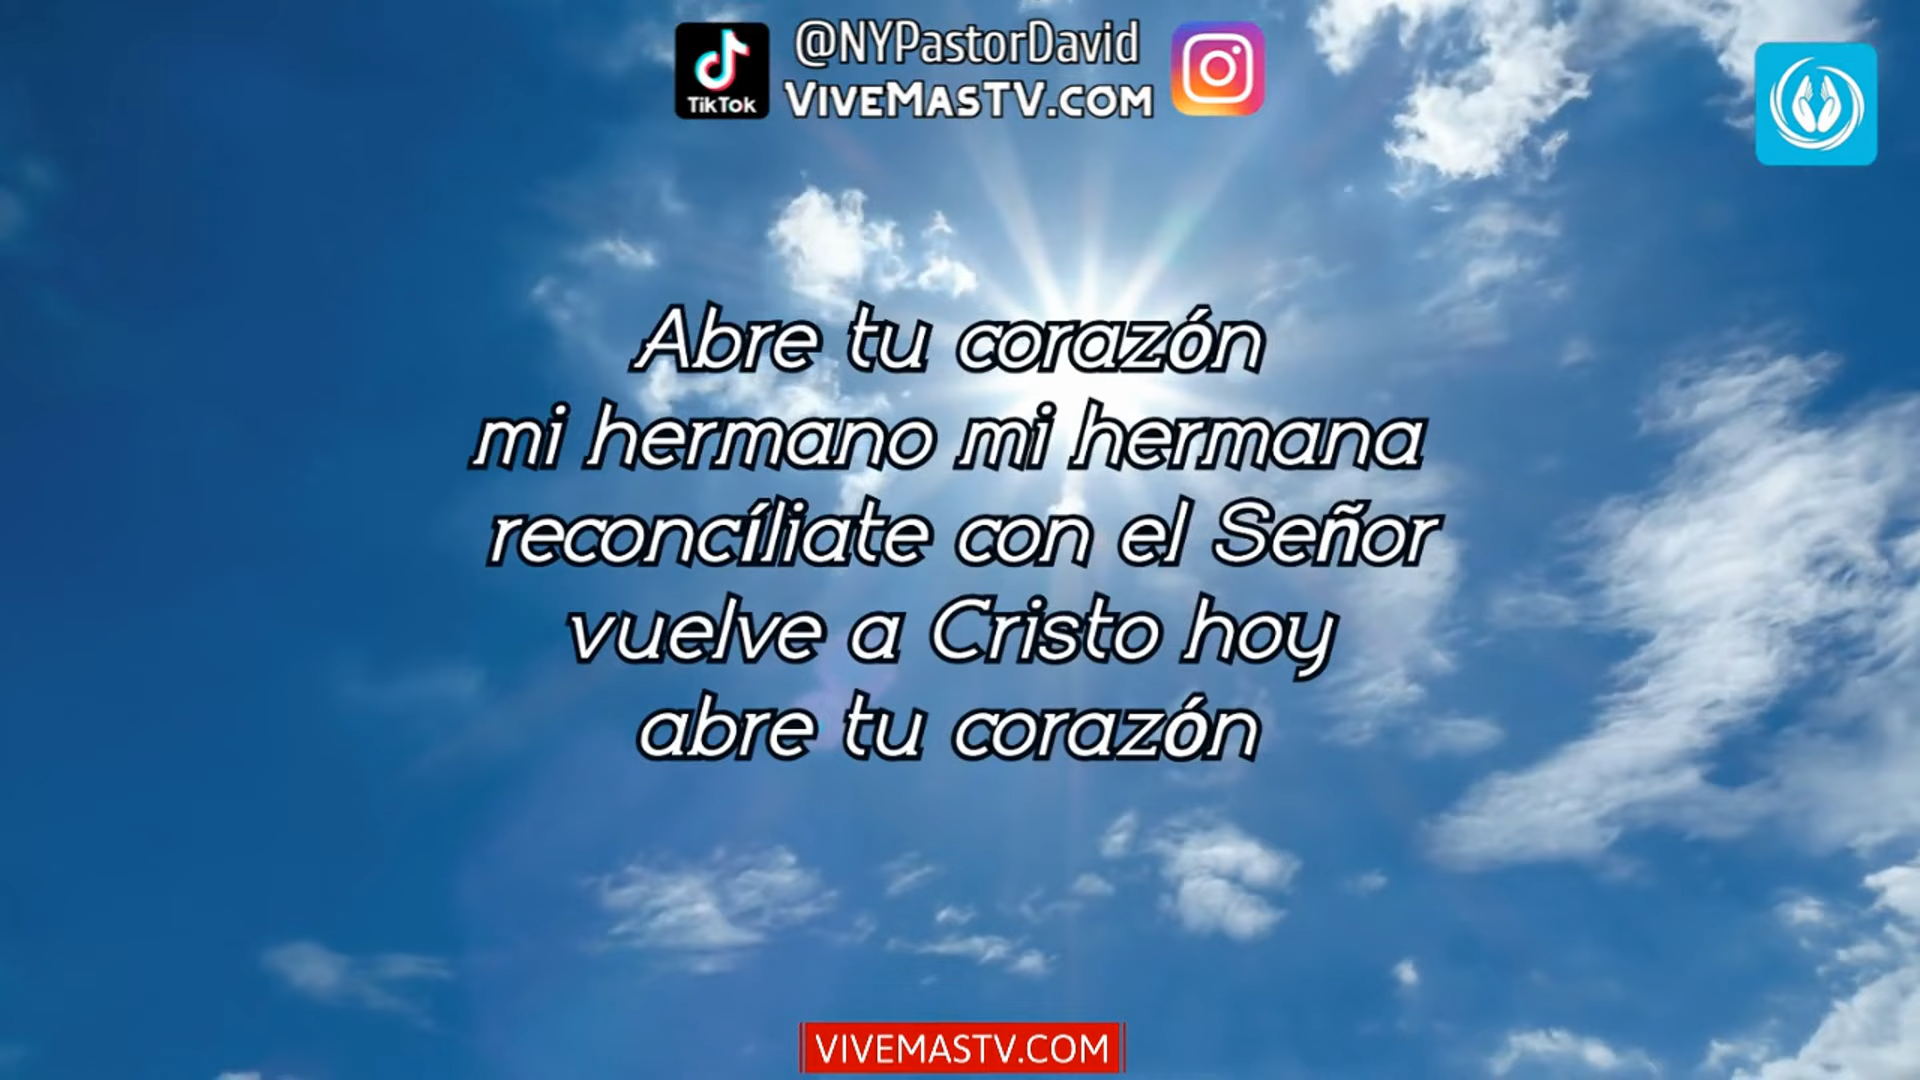 @NYPastorDavid
TikTok
VIVEMASTV.COM
Abre tu corazón
mi hermano mi hermana
reconcíliate con el Señor
vuelve a Cristo hoy
abre tu corazón
VIVEMASTV.COM